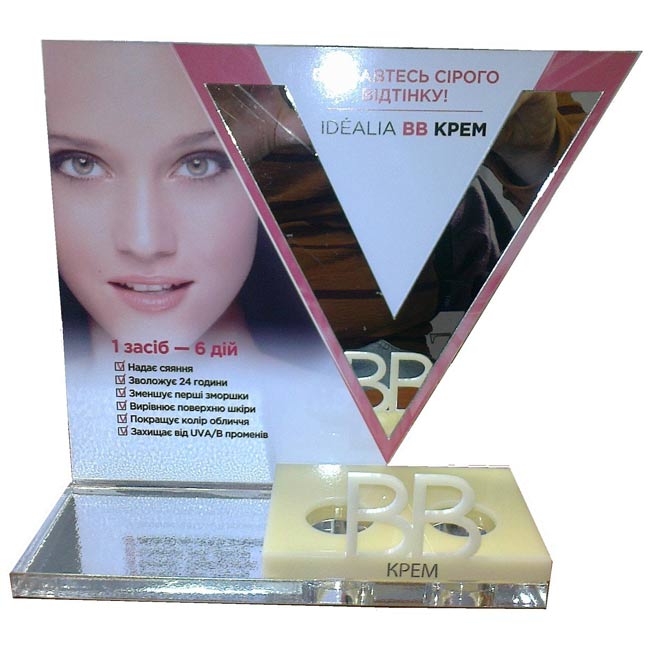 СІРОГО
ВІДТІНКУ!
IDÉALIA BB КРЕМ
1 засіб — 6 дій
Надає сяяння
Зволожує 24 години
Зменшує перші зморшки
Вирівнює поверхню шкіри
Покращує колір обличчя
Захищає від UVA/B променів
BB
BB
КРЕМ